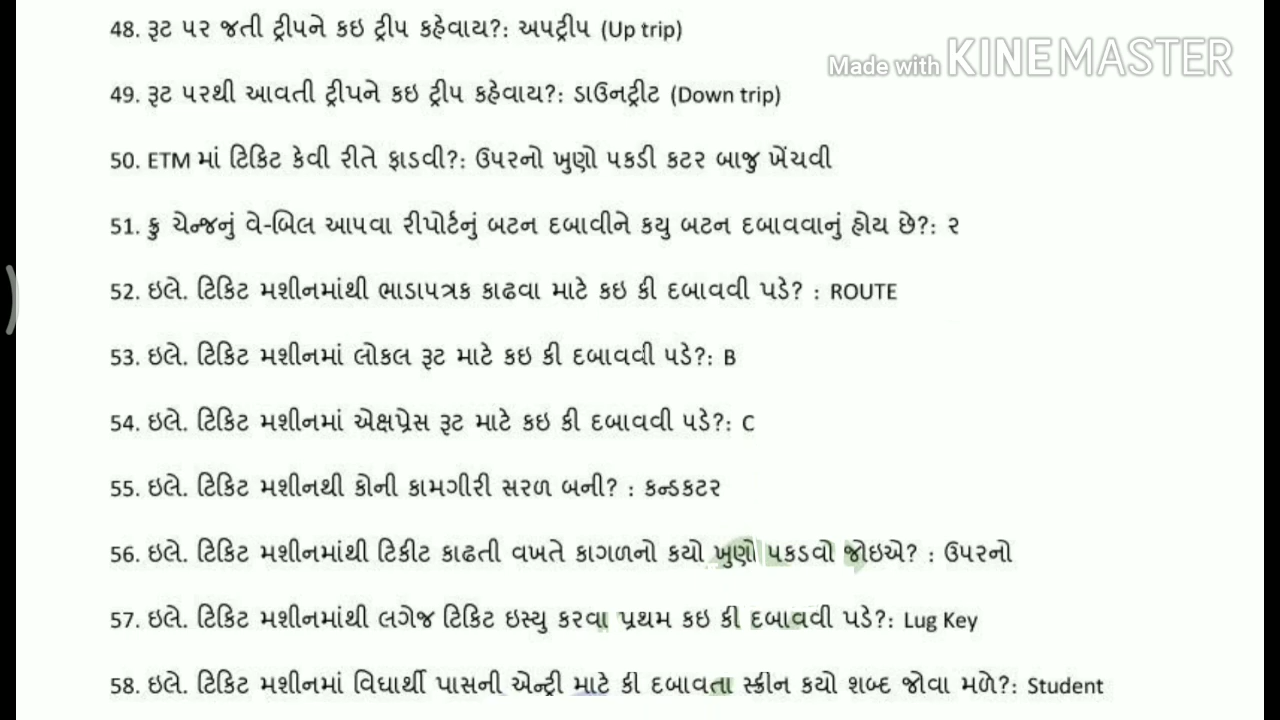 48. રૂટ પર જતી ટ્રીપને કઇ ટ્રીપ કહેવાય?: અપટ્રીપ (Up trip)
Made with KINEMASTER
49. રૂટ પરથી આવતી ટ્રીપને કઇ ટ્રીપ કહેવાય?: ડાઉનટ્રીટ (Down trip)
50. ETM માં ટિકિટ કેવી રીતે ફાડવી?: ઉપરનો ખુણો પકડી કટર બાજુ ખેંચવી
51. ક્રુ ચેન્જનું વે-બિલ આપવા રીપોર્ટનું બટન દબાવીને કયુ બટન દબાવવાનું હોય છે?: ૨
52. ઇલે. ટિકિટ મશીનમાંથી ભાડાપત્રક કાઢવા માટે કઇ કી દબાવવી પડે? : ROUTE
53. ઇલે. ટિકિટ મશીનમાં લોકલ રૂટ માટે કઇ કી દબાવવી પડે?: B
54. ઇલે. ટિકિટ મશીનમાં એક્ષપ્રેસ રૂટ માટે કઇ કી દબાવવી પડે?: C
55. ઇલે. ટિકિટ મશીનથી કોની કામગીરી સરળ બની? : કન્ડકટર
56. ઇલે. ટિકિટ મશીનમાંથી ટિકીટ કાઢતી વખતે કાગળનો કયો ખુણો પકડવો જોઇએ? : ઉપરનો
57. ઇલે. ટિકિટ મશીનમાંથી લગેજ ટિકિટ ઇસ્યુ કરવા પ્રથમ કઇ કી દબાવવી પડે?: Lug Key
58. ઇલે. ટિકિટ મશીનમાં વિદ્યાર્થી પાસની એન્ટ્રી માટે કી દબાવતા સ્ક્રીન કયો શબ્દ જોવા મળે?: Student